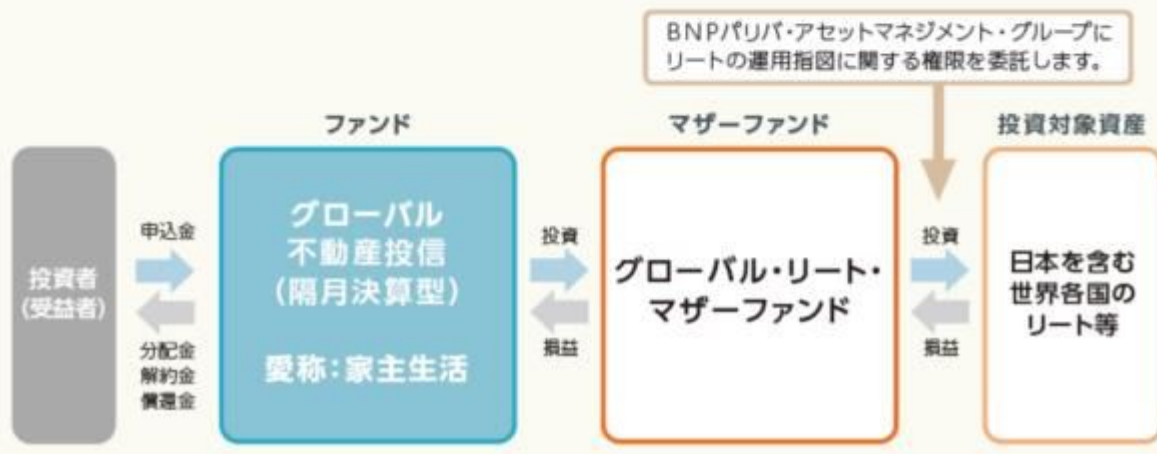 BNPパリバ・アセットマネジメント・グループに
リートの運用指図に関する権限を委託します。
ファンド
マザーファンド
投資対象資産
投資者
(受益者)
申込金
分配金
解約金
償還金
グローバル
不動産投信
(隔月決算型)
愛称:家主生活
投資
損益
グローバル・リート・
マザーファンド
投資
損益
日本を含む
世界各国の
リート等